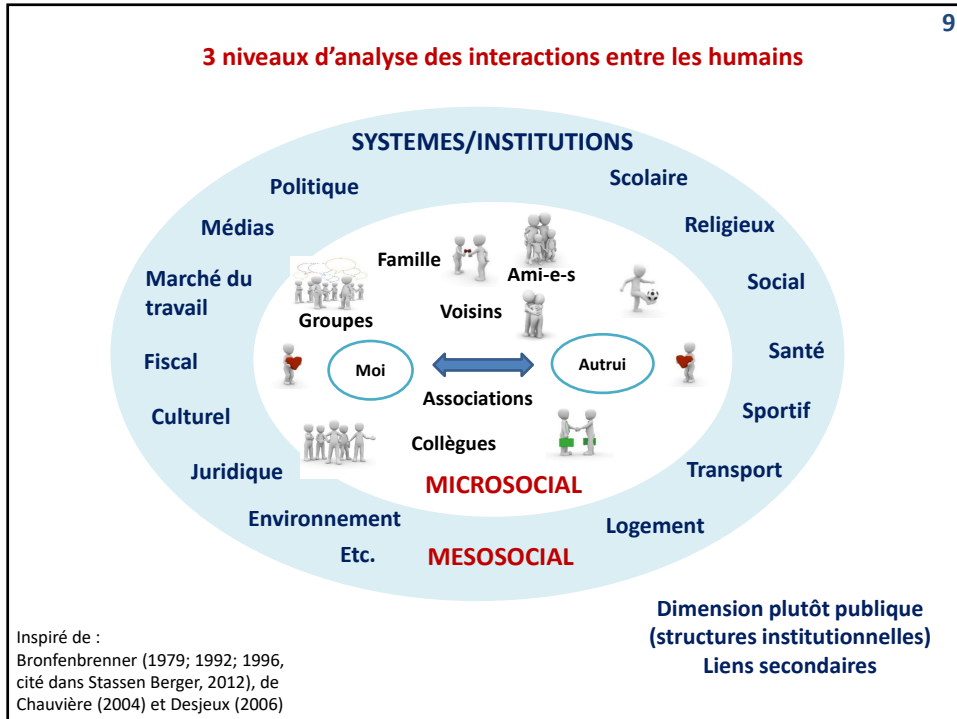 9
3 niveaux d’analyse des interactions entre les humains
SYSTEMES/INSTITUTIONS
Politique
Scolaire
Médias
Religieux
Famille
Ami-e-s
Marché du
travail
Social
Groupes
Voisins
Fiscal
Moi
Autrui
Santé
Associations
Culturel
Sportif
Collègues
Juridique
Transport
MICROSOCIAL
Environnement
Logement
Etc.
MESOSOCIAL
Dimension plutôt publique
(structures institutionnelles)
Liens secondaires
Inspiré de :
Bronfenbrenner (1979; 1992; 1996,
cité dans Stassen Berger, 2012), de
Chauvière (2004) et Desjeux (2006)